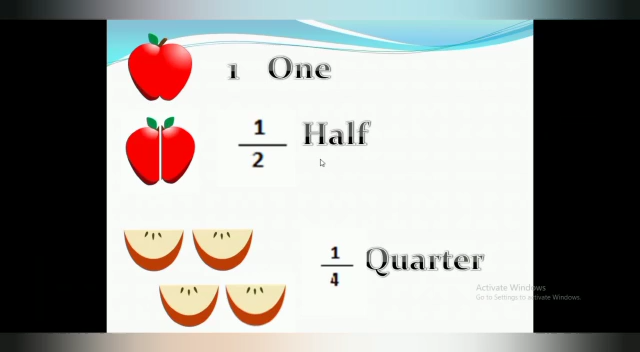 1 One
1
2
Half
1
4
Quarter
Activate Windows
Go to Settings to activate Windows.